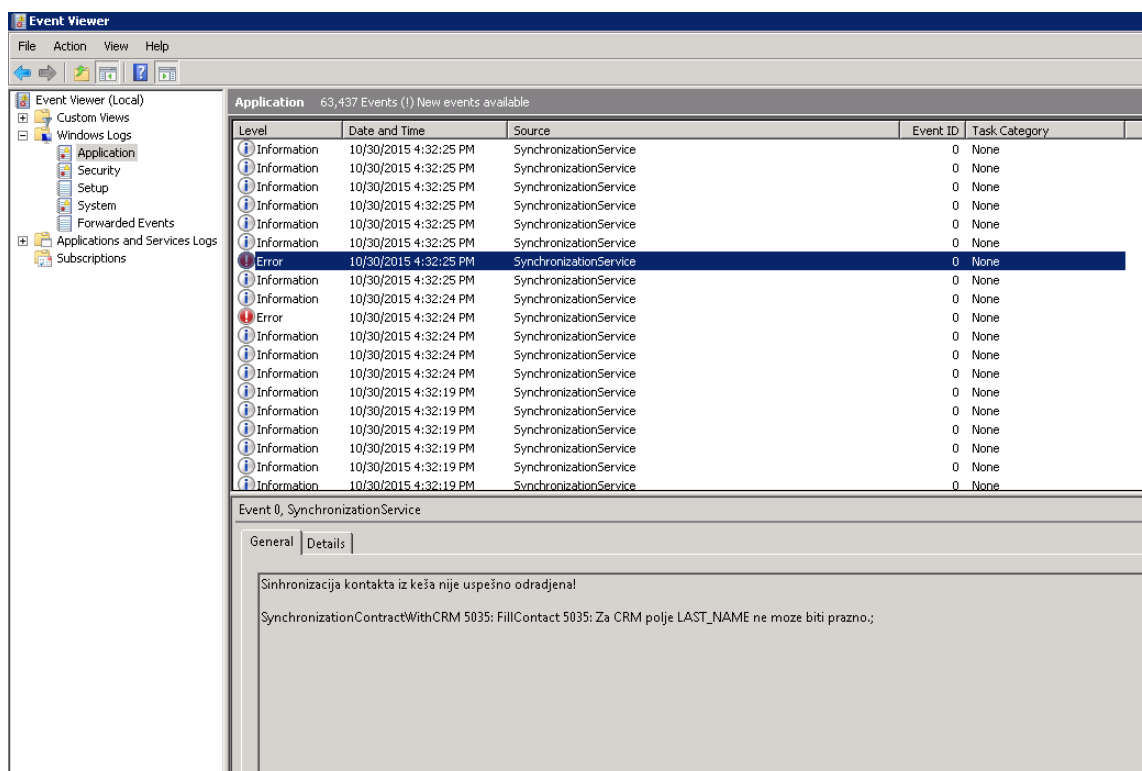 Event Viewer
File Action View Help
Event Viewer (Local)
Custom Views
Windows Logs
Application
Security
Setup
System
Forwarded Events
Applications and Services Logs
Subscriptions
Application 63,437 Events (!) New events available
Level Date and Time Source Event ID Task Category
Information 10/30/2015 4:32:25 PM SynchronizationService 0 None
Information 10/30/2015 4:32:25 PM SynchronizationService 0 None
Information 10/30/2015 4:32:25 PM SynchronizationService 0 None
Information 10/30/2015 4:32:25 PM SynchronizationService 0 None
Information 10/30/2015 4:32:25 PM SynchronizationService 0 None
Information 10/30/2015 4:32:25 PM SynchronizationService 0 None
Error 10/30/2015 4:32:25 PM SynchronizationService 0 None
Information 10/30/2015 4:32:25 PM SynchronizationService 0 None
Information 10/30/2015 4:32:24 PM SynchronizationService 0 None
Error 10/30/2015 4:32:24 PM SynchronizationService 0 None
Information 10/30/2015 4:32:24 PM SynchronizationService 0 None
Information 10/30/2015 4:32:24 PM SynchronizationService 0 None
Information 10/30/2015 4:32:24 PM SynchronizationService 0 None
Information 10/30/2015 4:32:19 PM SynchronizationService 0 None
Information 10/30/2015 4:32:19 PM SynchronizationService 0 None
Information 10/30/2015 4:32:19 PM SynchronizationService 0 None
Information 10/30/2015 4:32:19 PM SynchronizationService 0 None
Information 10/30/2015 4:32:19 PM SynchronizationService 0 None
Information 10/30/2015 4:32:19 PM SynchronizationService 0 None
Event 0, SynchronizationService
General Details
Sinhronizacija kontakta iz keša nije uspešno odradjena!
SynchronizationContractWithCRM 5035: FillContact 5035: Za CRM polje LAST_NAME ne moze biti prazno.;